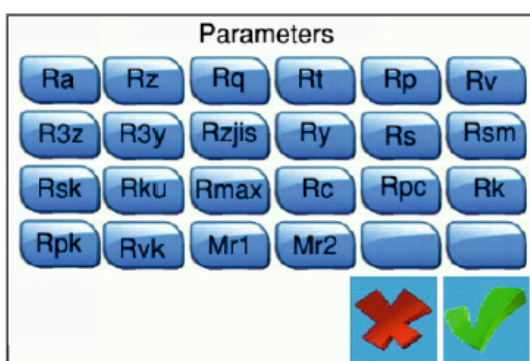 Parameters
Ra Rz Rq Rt Rp Rv
R3z R3y Rzjis Ry Rs Rsm
Rsk Rku Rmax Rc Rpc Rk
Rpk Rvk Mr1 Mr2